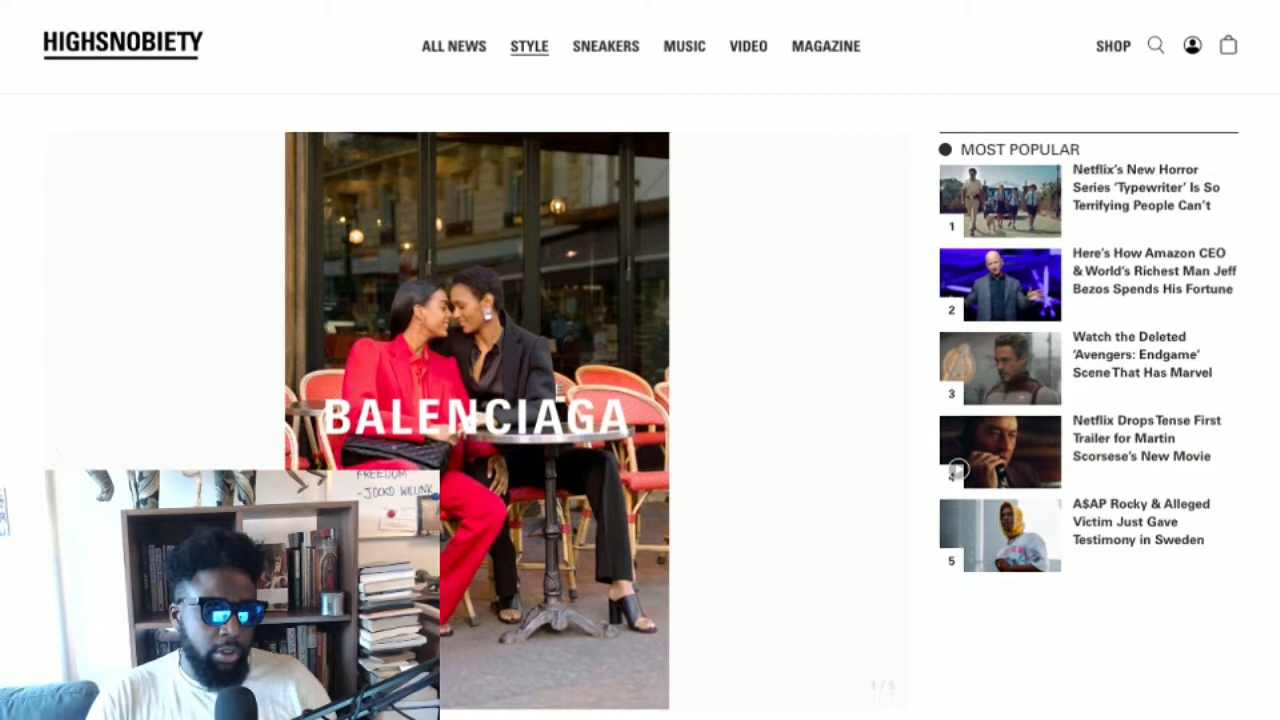 HIGHSNOBIETY
ALL NEWS
STYLE
SNEAKERS
MUSIC
VIDEO
MAGAZINE
SHOP
BALENCIAGA
FREEDOM
-JOCKO WILLINK
1 / 5
MOST POPULAR
Netflix's New Horror
Series 'Typewriter' Is So
Terrifying People Can't
1
Here's How Amazon CEO
& World's Richest Man Jeff
Bezos Spends His Fortune
2
Watch the Deleted
'Avengers: Endgame'
Scene That Has Marvel
3
Netflix Drops Tense First
Trailer for Martin
Scorsese's New Movie
A$AP Rocky & Alleged
Victim Just Gave
Testimony in Sweden
5